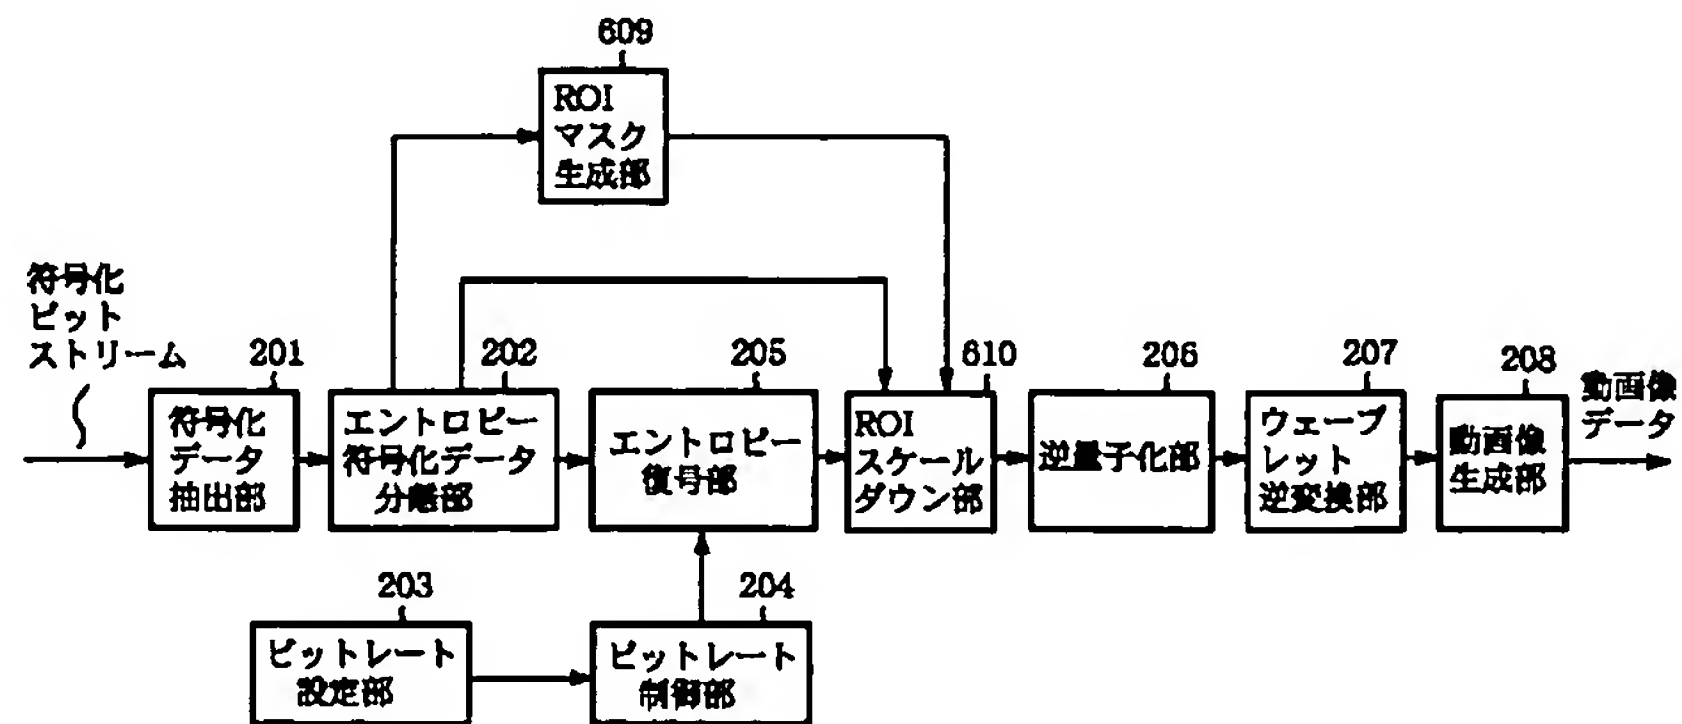 609
ROI
マスク
生成部
符号化
ビット
ストリーム
201
符号化
データ
抽出部
202
エントロピー
符号化データ
分離部
205
エントロピー
復号部
610
ROI
スケール
ダウン部
206
逆量子化部
207
ウェーブ
レット
逆変換部
208
動画像
生成部
動画像
データ
203
ビットレート
設定部
204
ビットレート
制御部